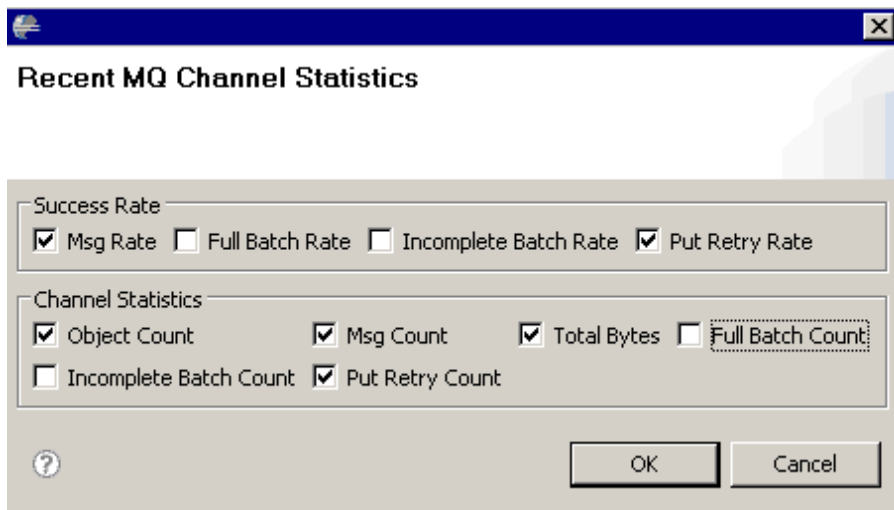 Recent MQ Channel Statistics
Success Rate
Msg Rate Full Batch Rate Incomplete Batch Rate Put Retry Rate
Channel Statistics
Object Count Msg Count Total Bytes Full Batch Count
Incomplete Batch Count Put Retry Count
? OK Cancel